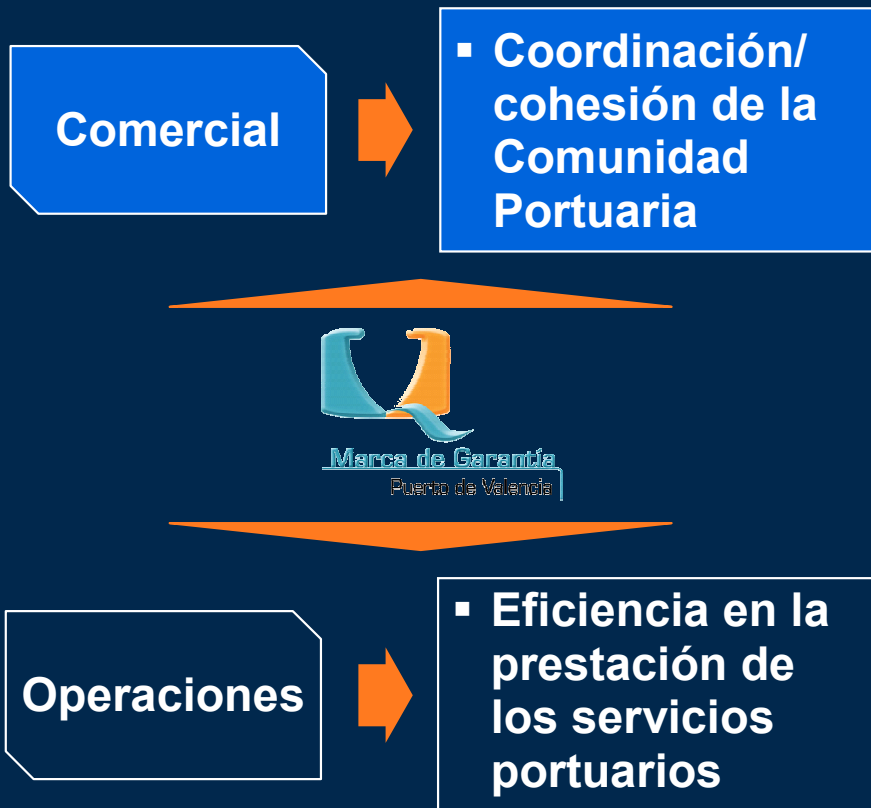 Comercial
▪ Coordinación/
cohesión de la
Comunidad
Portuaria
Marca de Garantía
Puerto de Valencia
Operaciones
▪ Eficiencia en la
prestación de
los servicios
portuarios